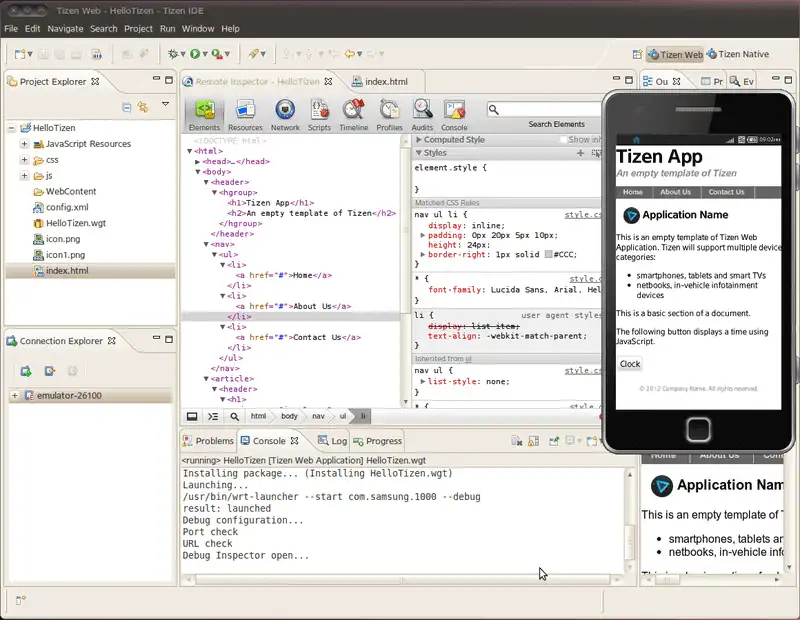 Tizen Web - HelloTizen - Tizen IDE
File Edit Navigate Search Project Run Window Help
Tizen Web Tizen Native
Project Explorer
HelloTizen
JavaScript Resources
css
js
WebContent
config.xml
HelloTizen.wgt
icon.png
icon1.png
index.html
Connection Explorer
emulator-26100
Remote Inspector - HelloTizen
index.html
Elements Resources Network Scripts Timeline Profiles Audits Console
Search Elements
<!DOCTYPE html>
<html>
<head>…</head>
<body>
<header>
<hgroup>
<h1>Tizen App</h1>
<h2>An empty template of Tizen</h2>
</hgroup>
</header>
<nav>
<ul>
<li>
<a href="#">Home</a>
</li>
<li>
<a href="#">About Us</a>
</li>
<li>
<a href="#">Contact Us</a>
</li>
</ul>
</nav>
<article>
<header>
<h1>
html body nav ul li
Computed Style Show inh
Styles
element.style {
}
Matched CSS Rules
nav ul li { style.cs
display: inline;
padding: 0px 20px 5px 10px;
height: 24px;
border-right: 1px solid #CCC;
}
* { style.c
font-family: Lucida Sans, Arial, Hel
}
li { user agent styles
display: list-item;
text-align: -webkit-match-parent;
}
Inherited from ul
nav ul { style.cs
list-style: none;
}
* { style.c
Problems Console Log Progress
<running> HelloTizen [Tizen Web Application] HelloTizen.wgt
Installing package... (Installing HelloTizen.wgt)
Launching...
/usr/bin/wrt-launcher --start com.samsung.1000 --debug
result: launched
Debug configuration...
Port check
URL check
Debug Inspector open...
Ou Pr Ev
09:02
Tizen App
An empty template of Tizen
Home About Us Contact Us
Application Name
This is an empty template of Tizen Web
Application. Tizen will support multiple device
categories:
smartphones, tablets and smart TVs
netbooks, in-vehicle infotainment
devices
This is a basic section of a document.
The following button displays a time using
JavaScript.
Clock
© 2012 Company Name. All rights reserved.
Home About Us Cont
Application Nam
This is an empty template of T
smartphones, tablets ar
netbooks, in-vehicle info